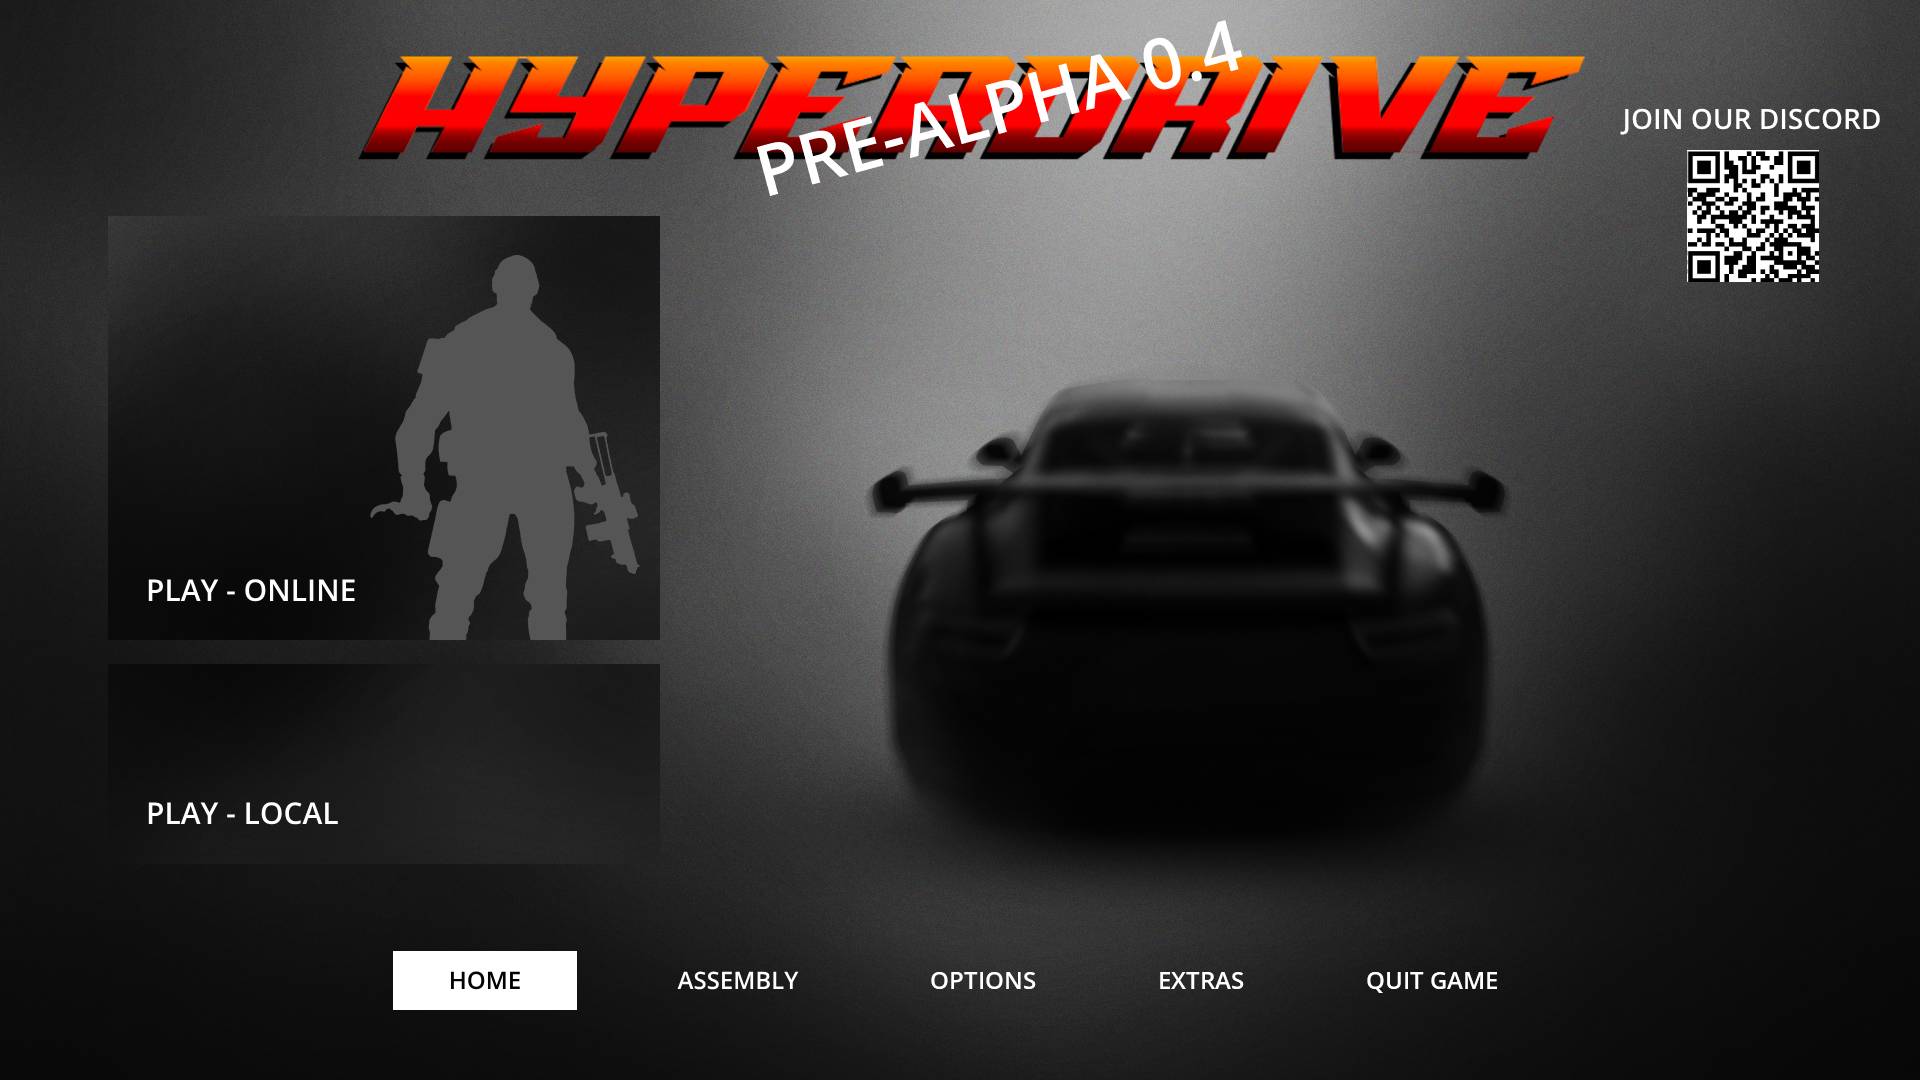 HYPERDRIVE
PRE-ALPHA 0.4
JOIN OUR DISCORD
PLAY - ONLINE
PLAY - LOCAL
HOME
ASSEMBLY
OPTIONS
EXTRAS
QUIT GAME